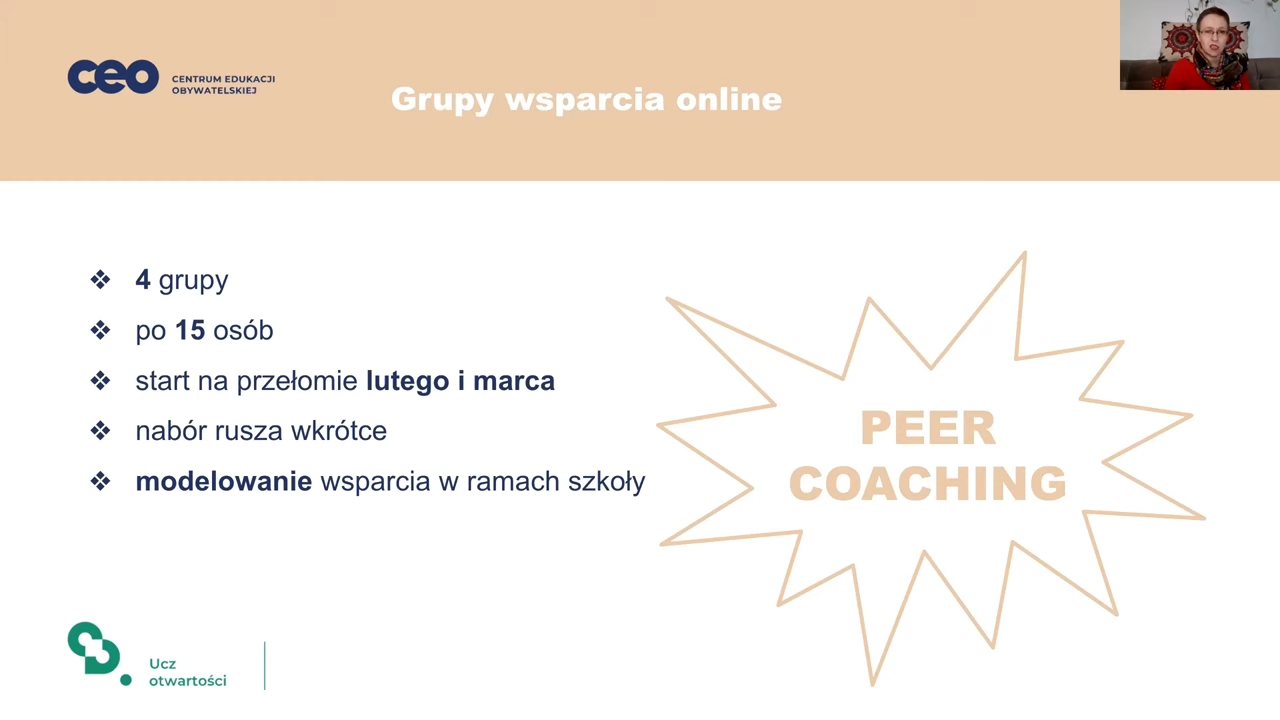 ceo
CENTRUM EDUKACJI
OBYWATELSKIEJ
Grupy wsparcia online
❖ 4 grupy
❖ po 15 osób
❖ start na przełomie lutego i marca
❖ nabór rusza wkrótce
❖ modelowanie wsparcia w ramach szkoły
PEER
COACHING
Ucz
otwartości